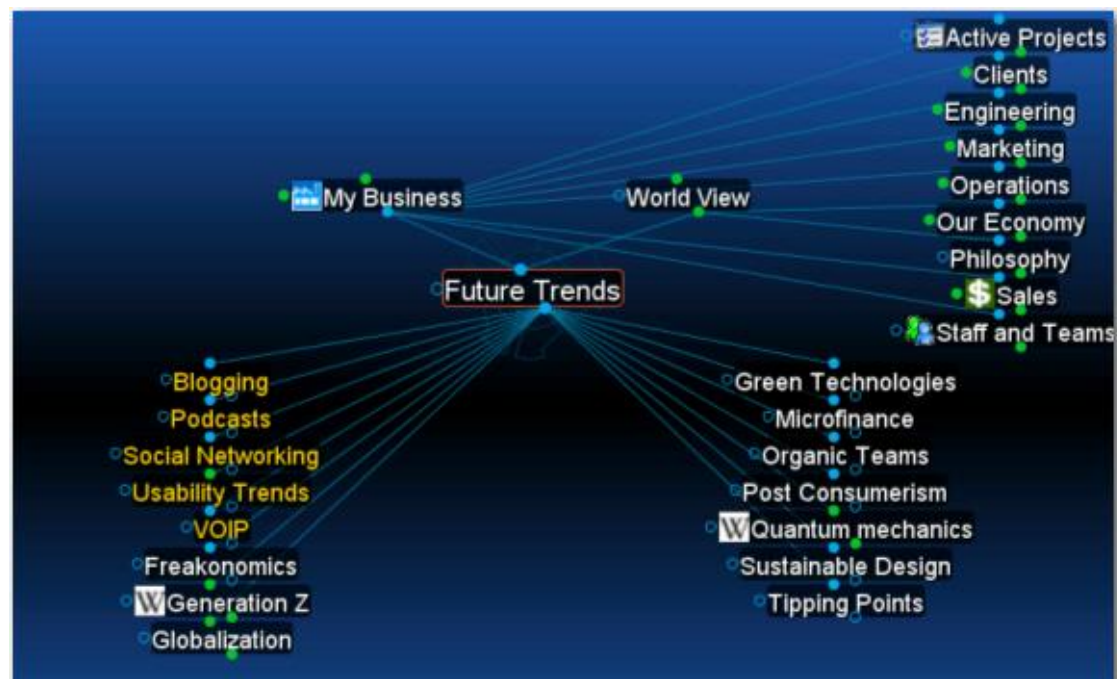 Active Projects
Clients
Engineering
Marketing
Operations
Our Economy
Philosophy
$ Sales
Staff and Teams
My Business
World View
Future Trends
Blogging
Podcasts
Social Networking
Usability Trends
VOIP
Freakonomics
W Generation Z
Globalization
Green Technologies
Microfinance
Organic Teams
Post Consumerism
W Quantum mechanics
Sustainable Design
Tipping Points